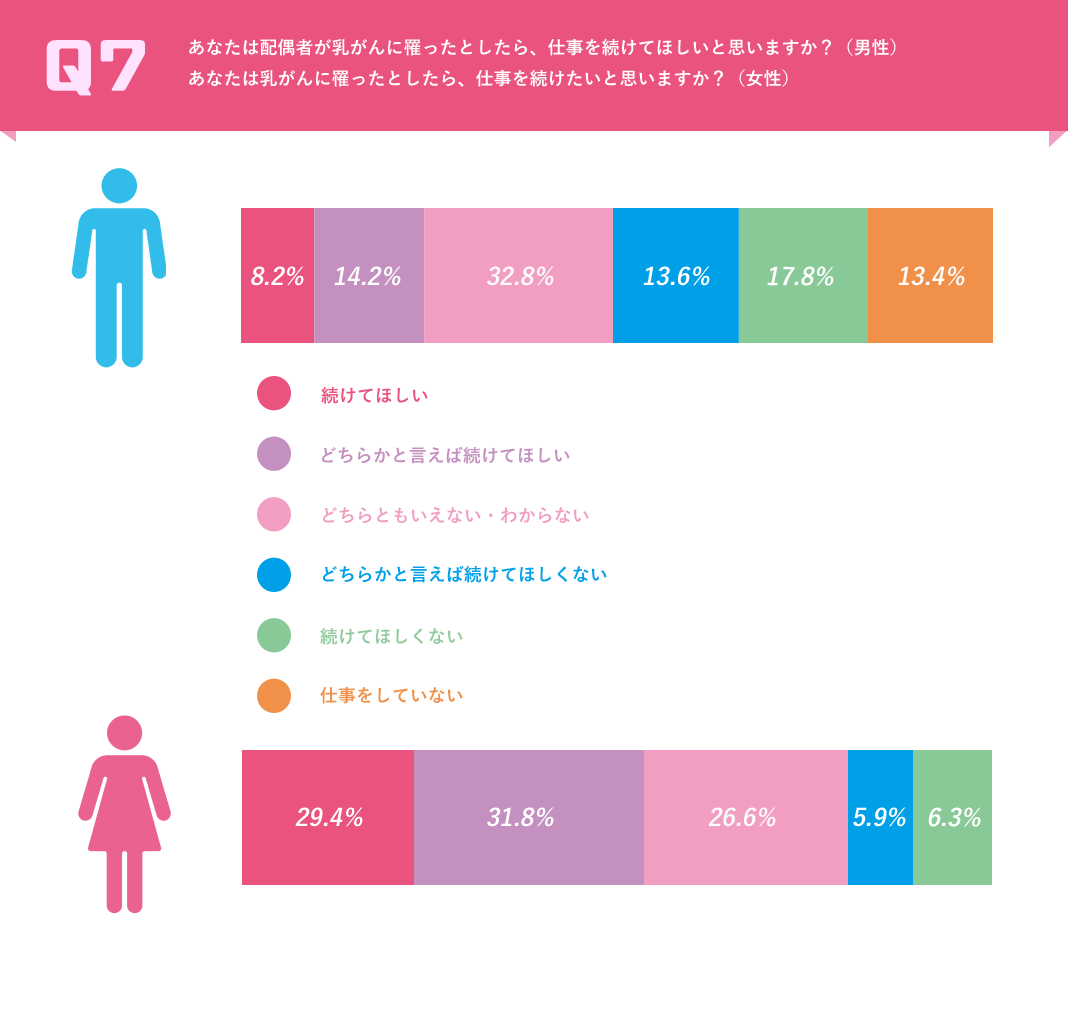 Q7
あなたは配偶者が乳がんに罹ったとしたら、仕事を続けてほしいと思いますか？（男性）
あなたは乳がんに罹ったとしたら、仕事を続けたいと思いますか？（女性）
8.2% 14.2% 32.8% 13.6% 17.8% 13.4%
続けてほしい
どちらかと言えば続けてほしい
どちらともいえない・わからない
どちらかと言えば続けてほしくない
続けてほしくない
仕事をしていない
29.4% 31.8% 26.6% 5.9% 6.3%